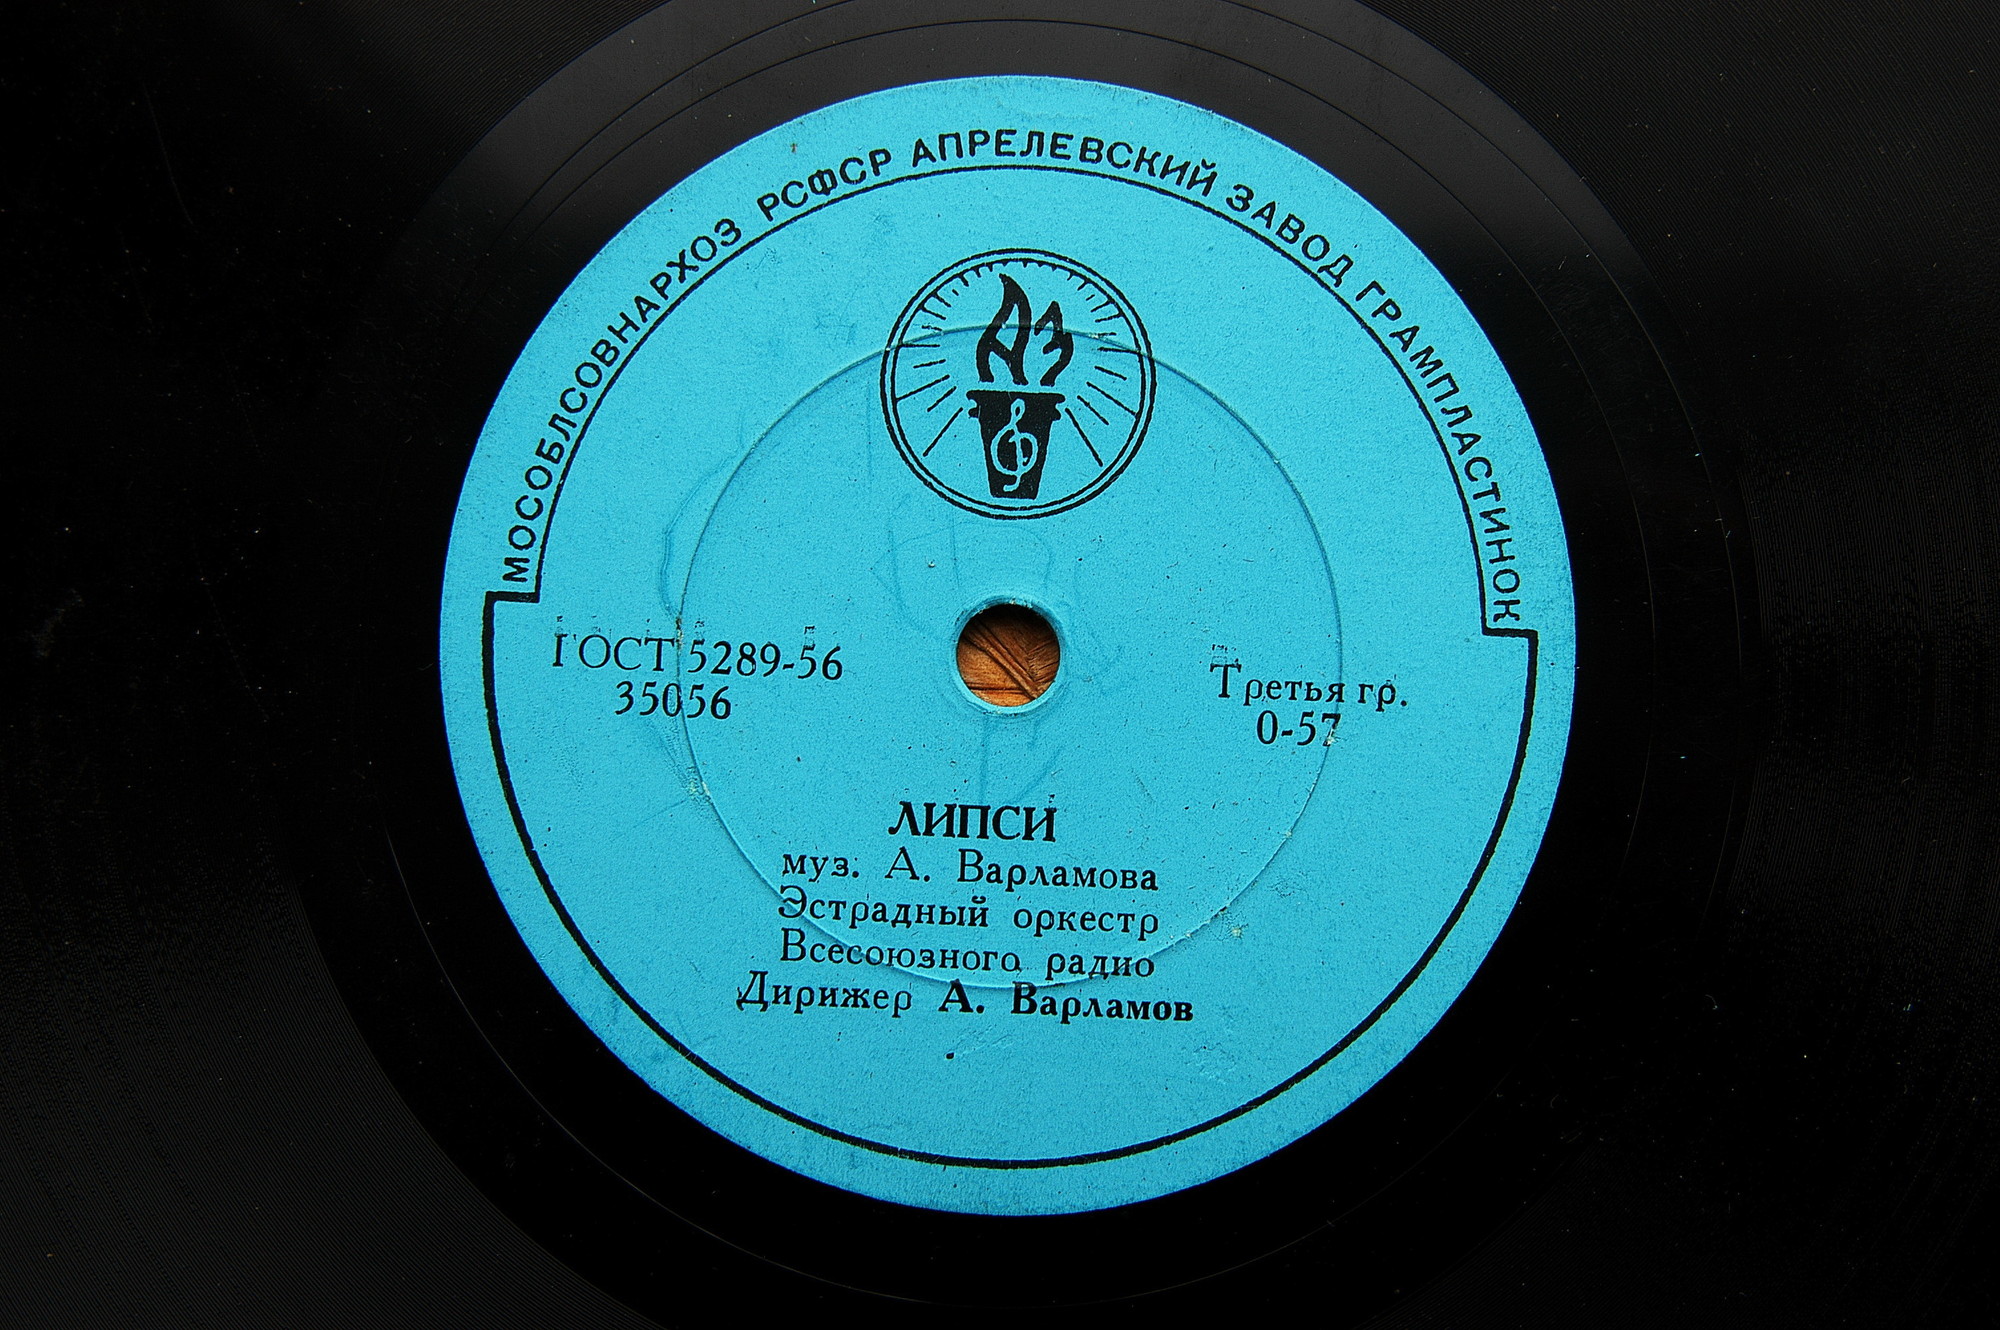 МОСОБЛСОВНАРХОЗ РСФСР АПРЕЛЕВСКИЙ ЗАВОД ГРАМПЛАСТИНОК
АЗ
ГОСТ 5289-56
35056
Третья гр.
0-57
ЛИПСИ
муз. А. Варламова
Эстрадный оркестр
Всесоюзного радио
Дирижер А. Варламов